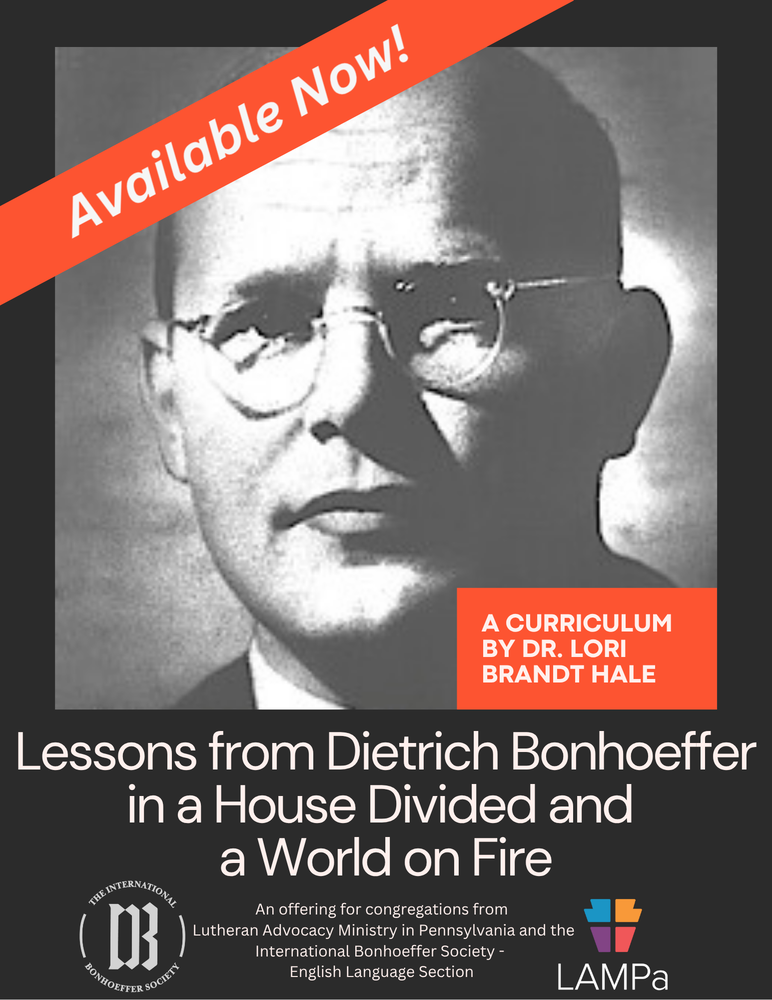 Available Now!
A CURRICULUM
BY DR. LORI
BRANDT HALE
Lessons from Dietrich Bonhoeffer
in a House Divided and
a World on Fire
THE INTERNATIONAL
DB
BONHOEFFER SOCIETY
An offering for congregations from
Lutheran Advocacy Ministry in Pennsylvania and the
International Bonhoeffer Society -
English Language Section
LAMPa